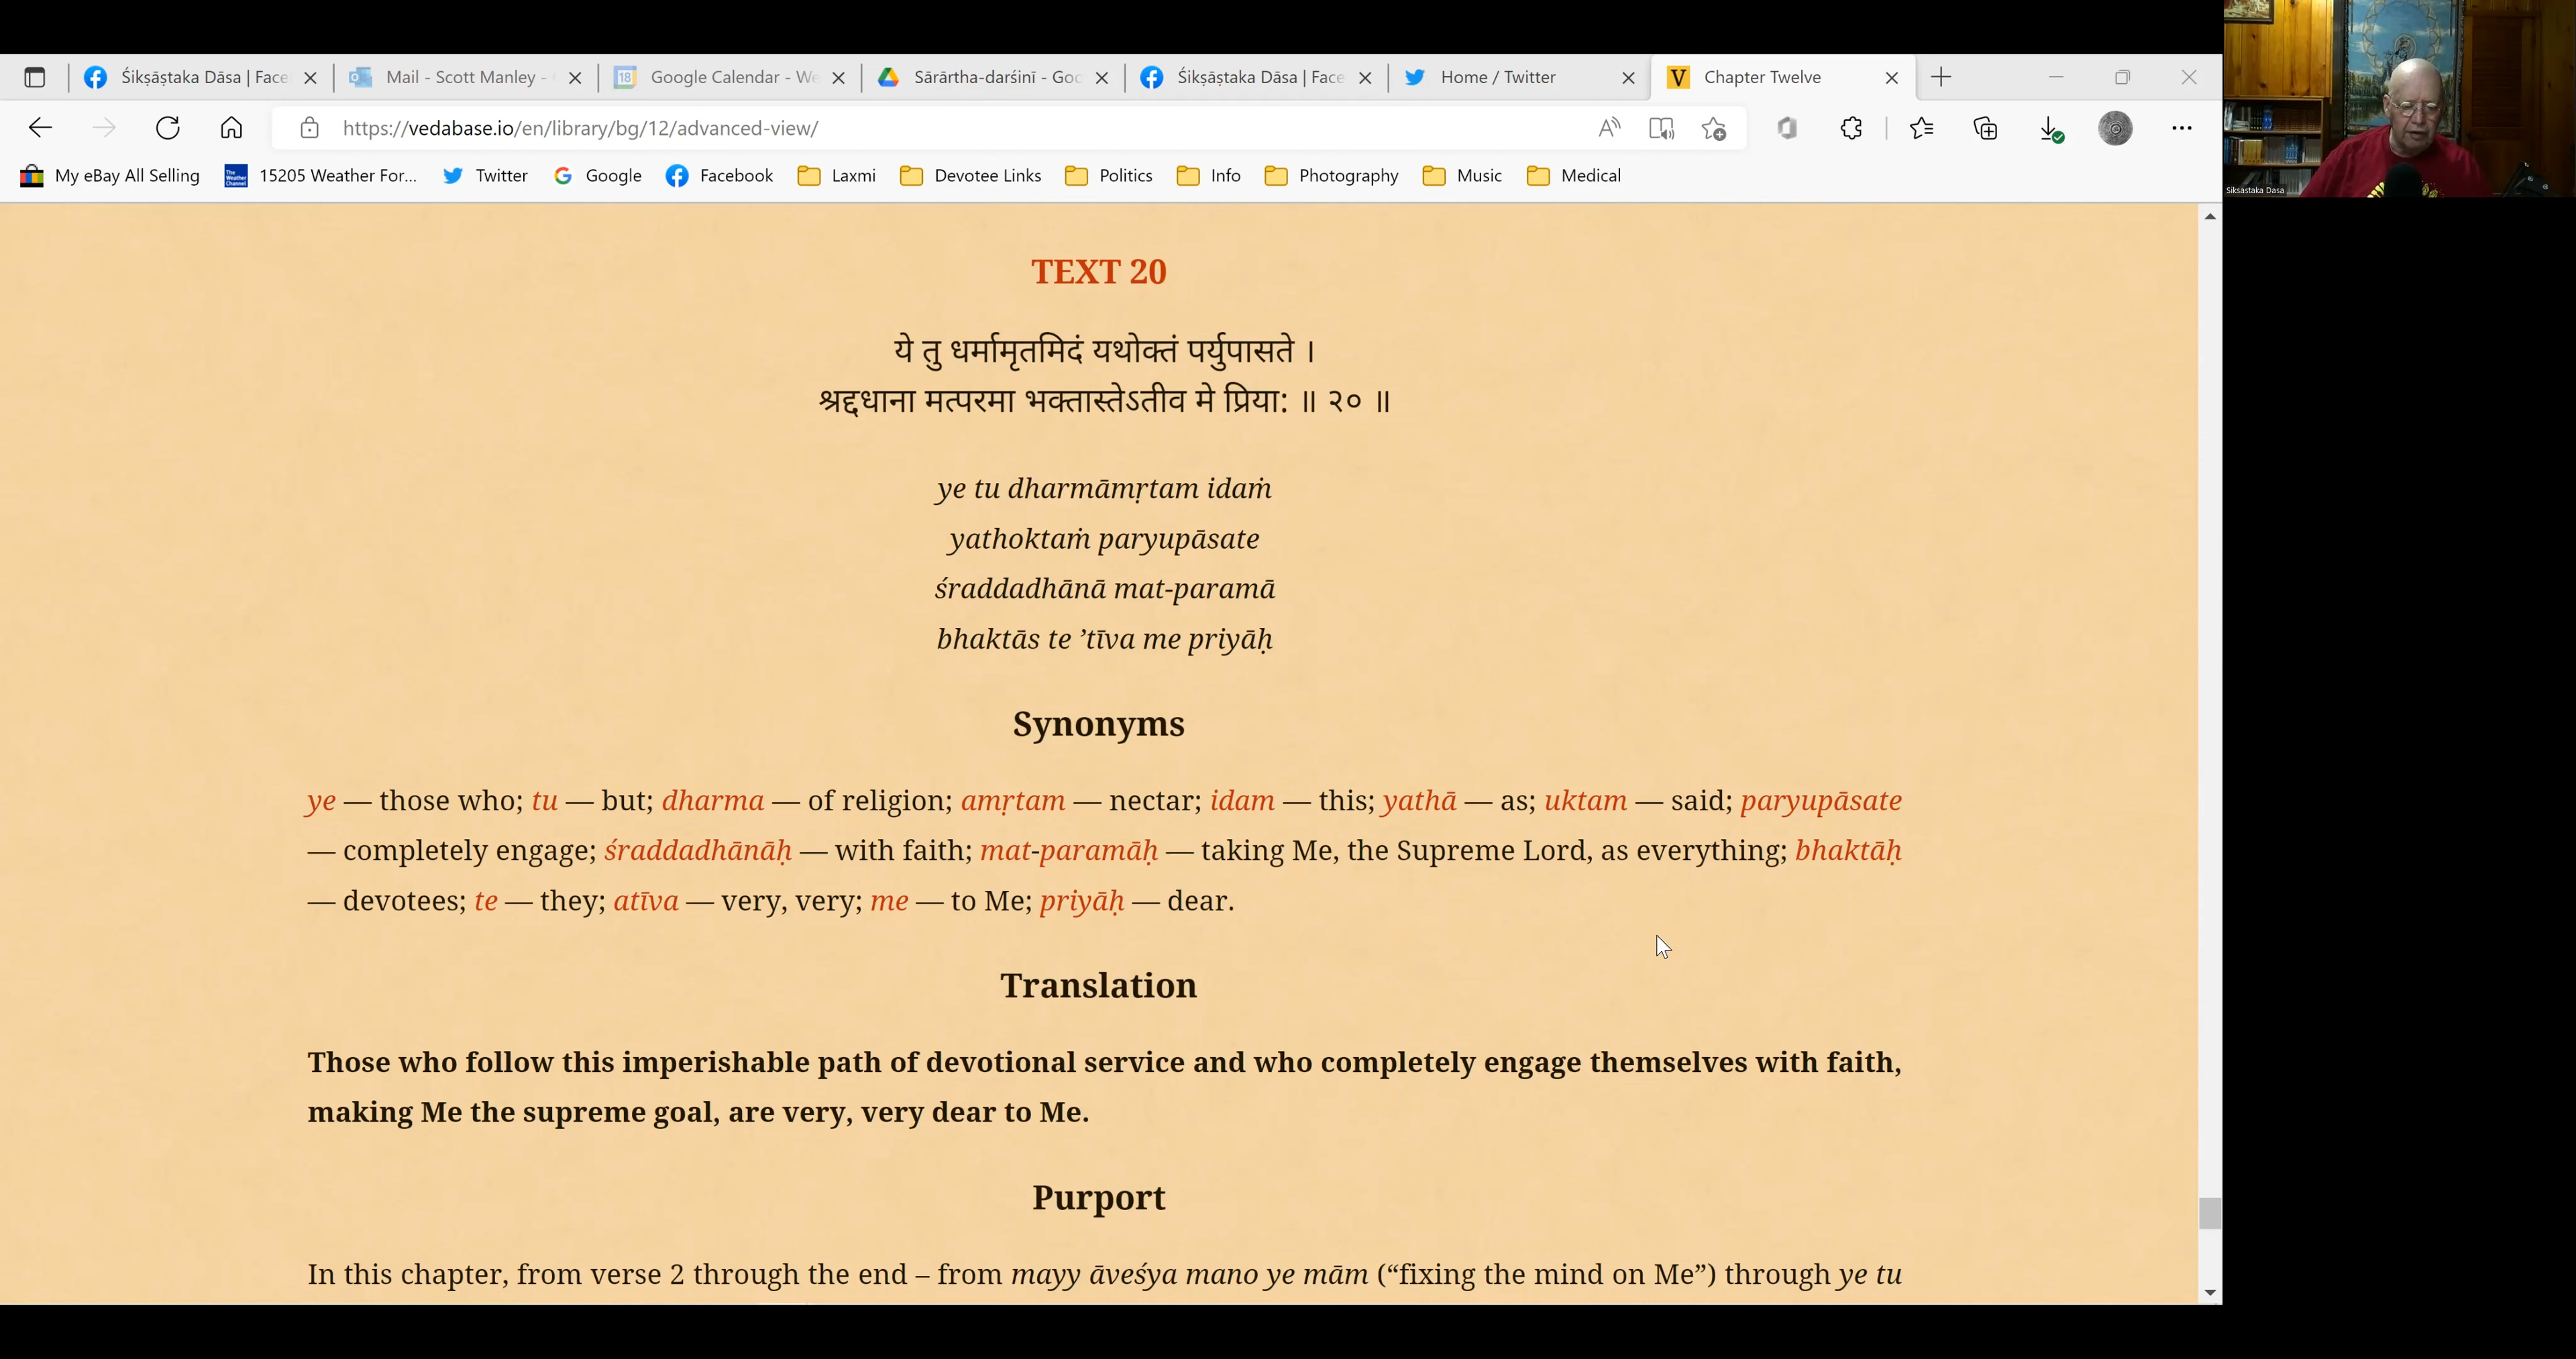 Śikṣāṣṭaka Dāsa | Face
Mail - Scott Manley -
Google Calendar - We
Sārārtha-darśinī - Goo
Śikṣāṣṭaka Dāsa | Face
Home / Twitter
V Chapter Twelve
https://vedabase.io/en/library/bg/12/advanced-view/
My eBay All Selling
15205 Weather For...
Twitter
Google
Facebook
Laxmi
Devotee Links
Politics
Info
Photography
Music
Medical
Siksastaka Dasa
TEXT 20
ये तु धर्मामृतमिदं यथोक्तं पर्युपासते ।
श्रद्दधाना मत्परमा भक्तास्तेऽतीव मे प्रिया: ॥ २० ॥
ye tu dharmāmṛtam idaṁ
yathoktaṁ paryupāsate
śraddadhānā mat-paramā
bhaktās te ’tīva me priyāḥ
Synonyms
ye — those who; tu — but; dharma — of religion; amṛtam — nectar; idam — this; yathā — as; uktam — said; paryupāsate
— completely engage; śraddadhānāḥ — with faith; mat-paramāḥ — taking Me, the Supreme Lord, as everything; bhaktāḥ
— devotees; te — they; atīva — very, very; me — to Me; priyāḥ — dear.
Translation
Those who follow this imperishable path of devotional service and who completely engage themselves with faith,
making Me the supreme goal, are very, very dear to Me.
Purport
In this chapter, from verse 2 through the end – from mayy āveśya mano ye mām (“fixing the mind on Me”) through ye tu